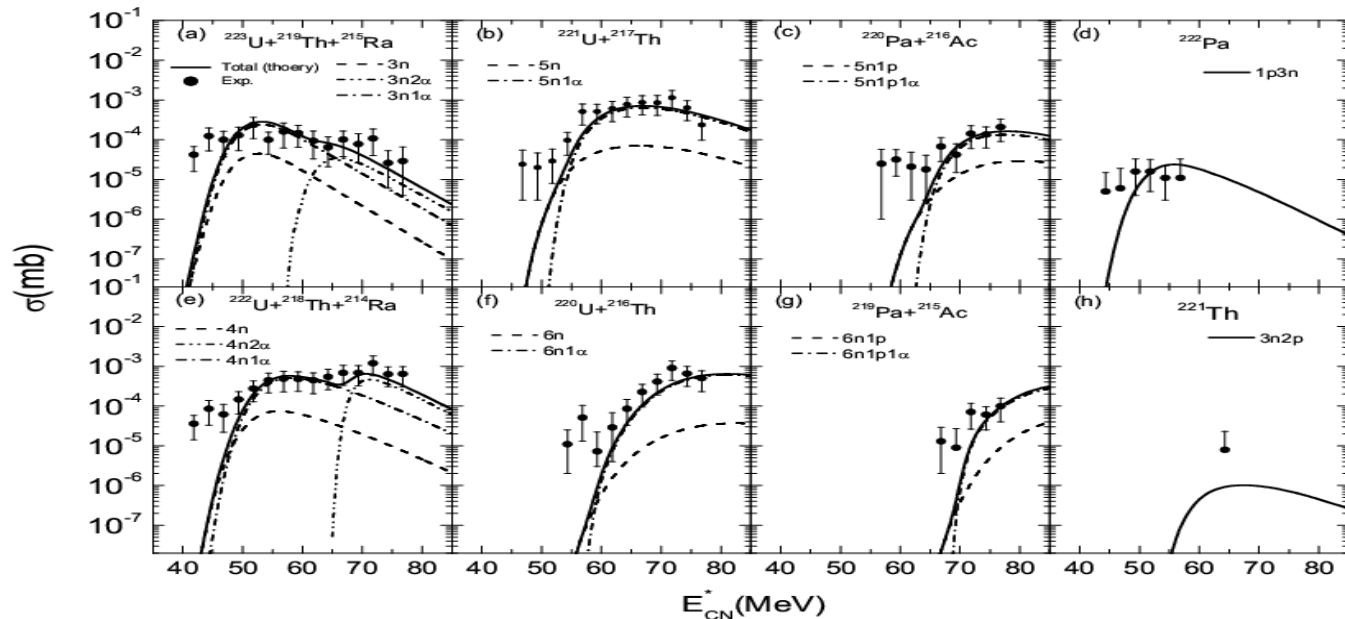 (a) ²²³U+²¹⁹Th+²¹⁵Ra
Total (thoery)
Exp.
3n
3n2α
3n1α
(b) ²²¹U+²¹⁷Th
5n
5n1α
(c) ²²⁰Pa+²¹⁶Ac
5n1p
5n1p1α
(d) ²²²Pa
1p3n
10⁻¹
10⁰
10⁻¹
10⁻²
10⁻³
10⁻⁴
10⁻⁵
10⁻⁶
10⁻¹
σ(mb)
(e) ²²²U+²¹⁸Th+²¹⁴Ra
4n
4n2α
4n1α
(f) ²²⁰U+²¹⁶Th
6n
6n1α
(g) ²¹⁹Pa+²¹⁵Ac
6n1p
6n1p1α
(h) ²²¹Th
3n2p
10⁻²
10⁻³
10⁻⁴
10⁻⁵
10⁻⁶
10⁻⁷
40 50 60 70 80 40 50 60 70 80 40 50 60 70 80 40 50 60 70 80
E*CN(MeV)